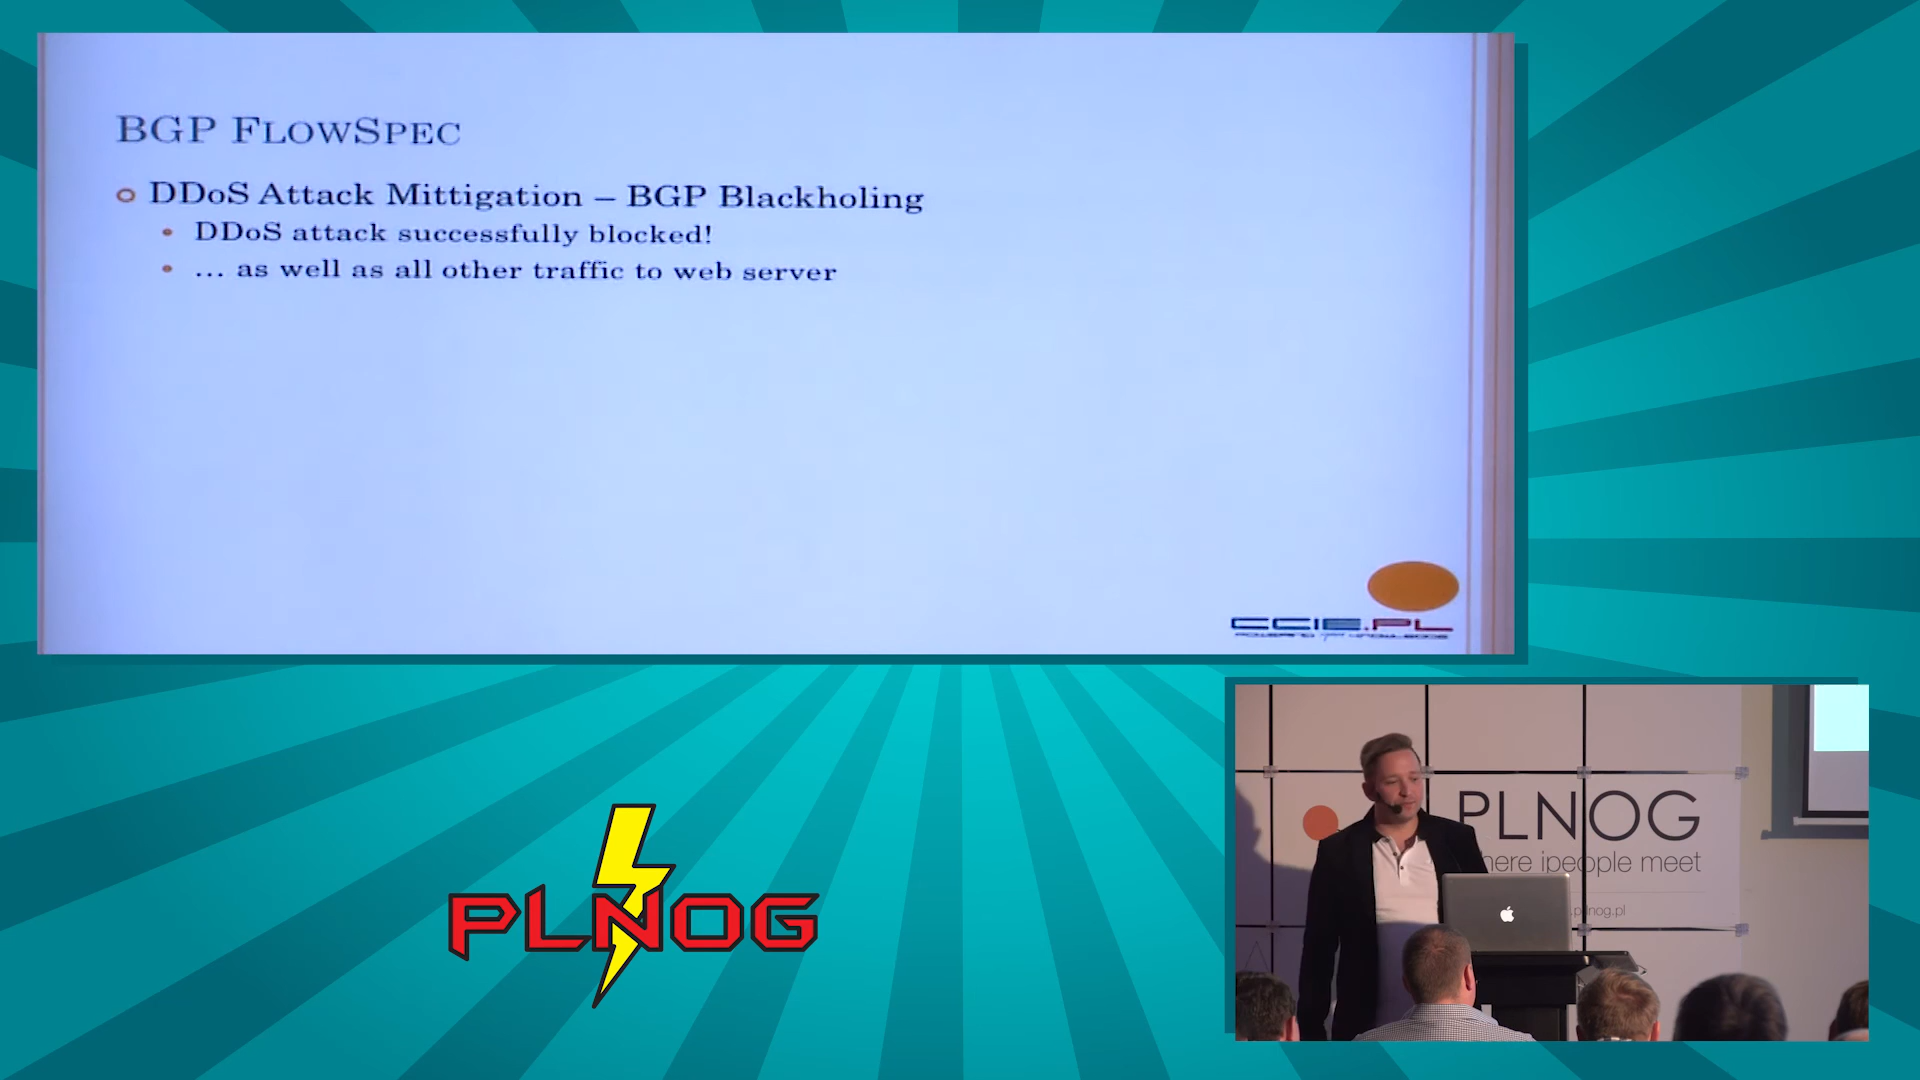 BGP FLOWSPEC
DDoS Attack Mittigation – BGP Blackholing
DDoS attack successfully blocked!
... as well as all other traffic to web server
CCIE.PL
PLNOG
PLNOG
here ipeople meet